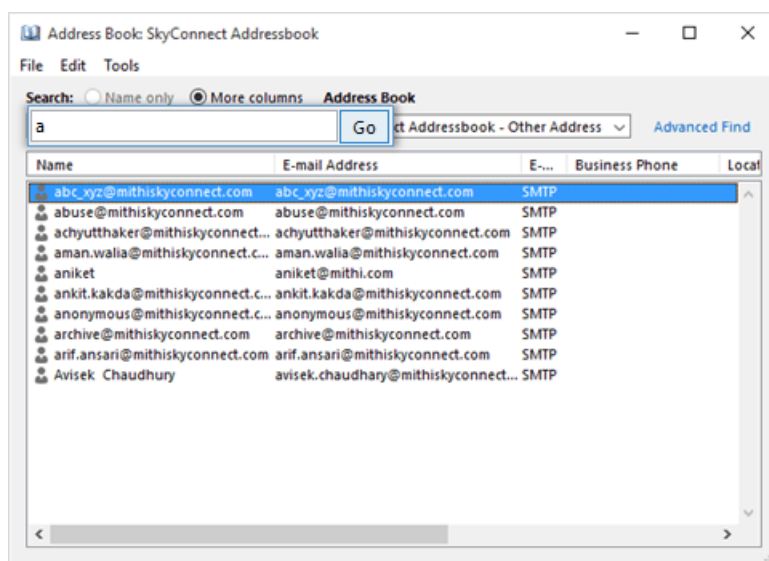 Address Book: SkyConnect Addressbook
File Edit Tools
Search: Name only More columns Address Book
a Go ct Addressbook - Other Address Advanced Find
Name E-mail Address E-... Business Phone Locat
abc_xyz@mithiskyconnect.com abc_xyz@mithiskyconnect.com SMTP
abuse@mithiskyconnect.com abuse@mithiskyconnect.com SMTP
achyutthaker@mithiskyconnect... achyutthaker@mithiskyconnect.com SMTP
aman.walia@mithiskyconnect.c... aman.walia@mithiskyconnect.com SMTP
aniket aniket@mithi.com SMTP
ankit.kakda@mithiskyconnect.c... ankit.kakda@mithiskyconnect.com SMTP
anonymous@mithiskyconnect.c... anonymous@mithiskyconnect.com SMTP
archive@mithiskyconnect.com archive@mithiskyconnect.com SMTP
arif.ansari@mithiskyconnect.com arif.ansari@mithiskyconnect.com SMTP
Avisek Chaudhury avisek.chaudhary@mithiskyconnect... SMTP